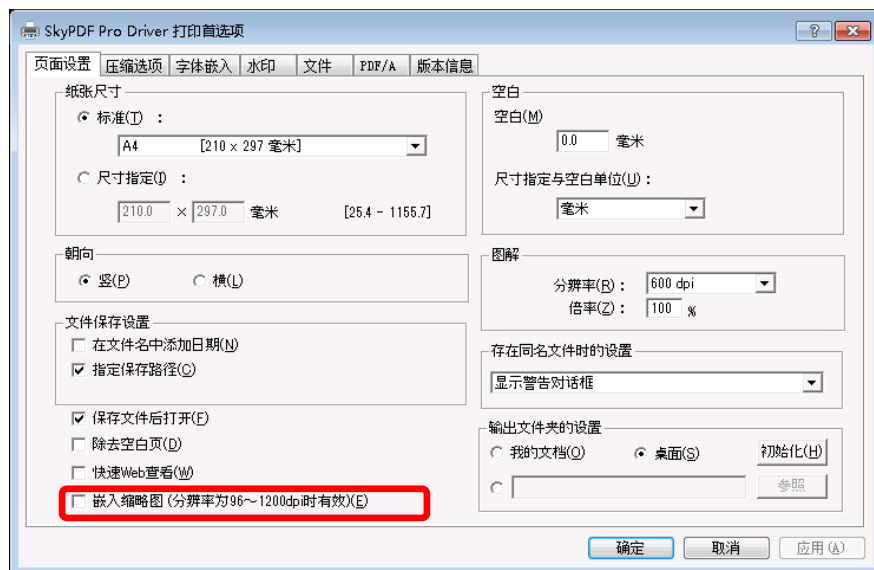 SkyPDF Pro Driver 打印首选项
页面设置 压缩选项 字体嵌入 水印 文件 PDF/A 版本信息
纸张尺寸
标准(T) :
A4 [210 × 297 毫米]
尺寸指定(I) :
210.0 × 297.0 毫米 [25.4 - 1155.7]
朝向
竖(P) 横(L)
文件保存设置
在文件名中添加日期(N)
指定保存路径(C)
保存文件后打开(F)
除去空白页(D)
快速Web查看(W)
嵌入缩略图(分辨率为96～1200dpi时有效)(E)
空白
空白(M)
0.0 毫米
尺寸指定与空白单位(U):
毫米
图解
分辨率(R): 600 dpi
倍率(Z): 100 %
存在同名文件时的设置
显示警告对话框
输出文件夹的设置
我的文档(O) 桌面(S) 初始化(H)
参照
确定 取消 应用(A)